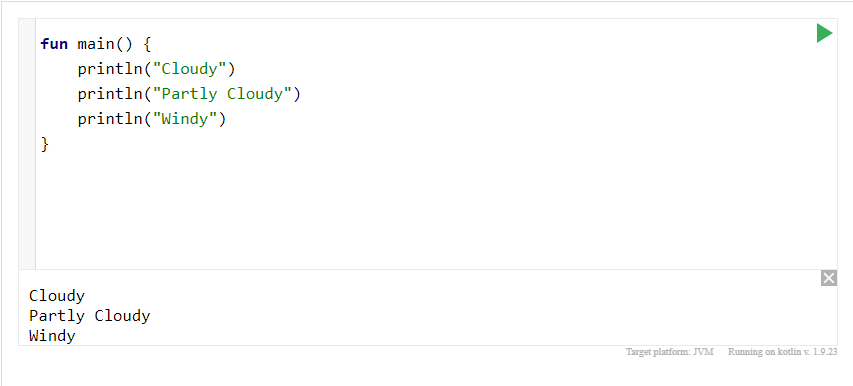 fun main() {
    println("Cloudy")
    println("Partly Cloudy")
    println("Windy")
}
Cloudy
Partly Cloudy
Windy
Target platform: JVM Running on kotlin v. 1.9.23